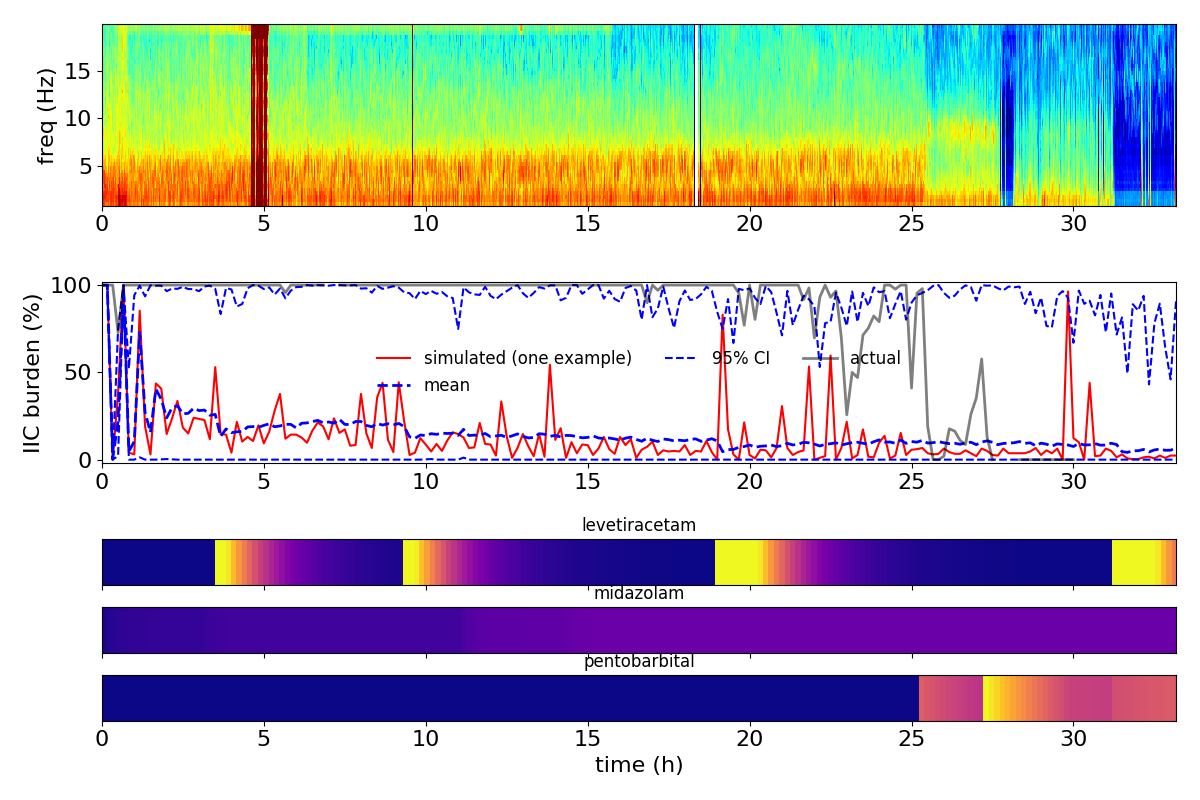 freq (Hz)
15
10
5
0 5 10 15 20 25 30
IIC burden (%)
100
50
0
simulated (one example) 95% CI actual
mean
0 5 10 15 20 25 30
levetiracetam
midazolam
pentobarbital
0 5 10 15 20 25 30
time (h)